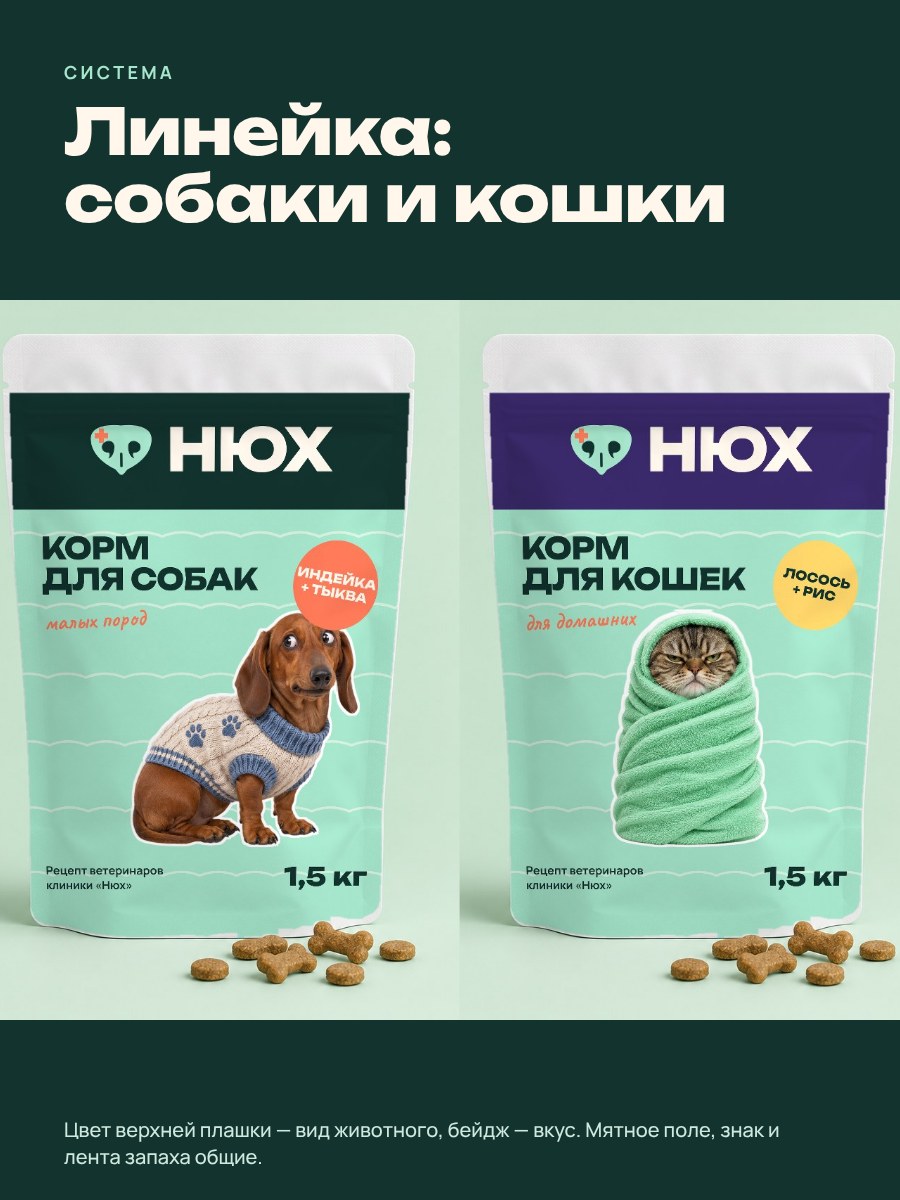 СИСТЕМА
Линейка:
собаки и кошки
НЮХ
КОРМ
ДЛЯ СОБАК
малых пород
ИНДЕЙКА
+ ТЫКВА
Рецепт ветеринаров
клиники «Нюх»
1,5 кг
НЮХ
КОРМ
ДЛЯ КОШЕК
для домашних
ЛОСОСЬ
+ РИС
Рецепт ветеринаров
клиники «Нюх»
1,5 кг
Цвет верхней плашки — вид животного, бейдж — вкус. Мятное поле, знак и
лента запаха общие.